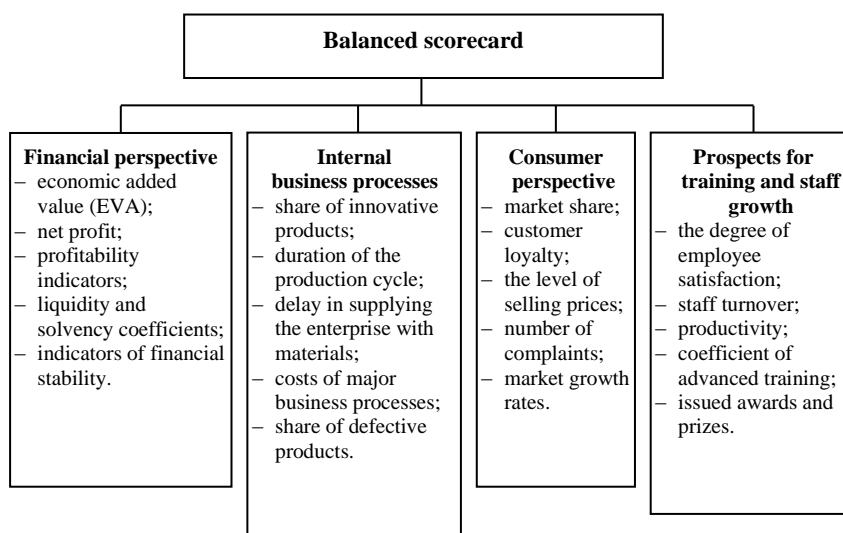 Balanced scorecard
Financial perspective
– economic added
value (EVA);
– net profit;
– profitability
indicators;
– liquidity and
solvency coefficients;
– indicators of financial
stability.
Internal
business processes
– share of innovative
products;
– duration of the
production cycle;
– delay in supplying
the enterprise with
materials;
– costs of major
business processes;
– share of defective
products.
Consumer
perspective
– market share;
– customer
loyalty;
– the level of
selling prices;
– number of
complaints;
– market growth
rates.
Prospects for
training and staff
growth
– the degree of
employee
satisfaction;
– staff turnover;
– productivity;
– coefficient of
advanced training;
– issued awards and
prizes.